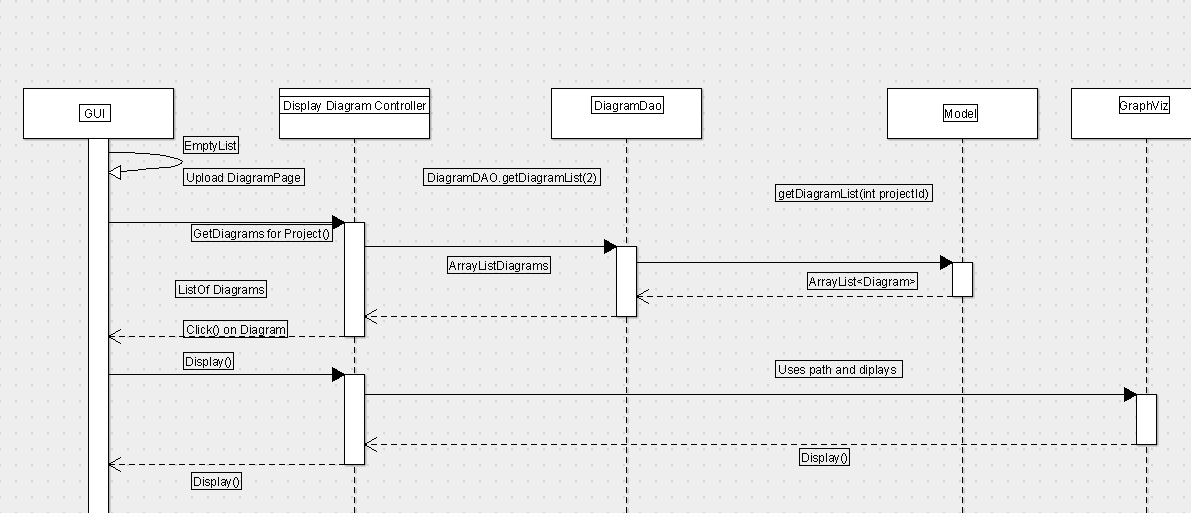 GUI
Display Diagram Controller
DiagramDao
Model
GraphViz
EmptyList
Upload DiagramPage
DiagramDAO.getDiagramList(2)
getDiagramList(int projectId)
GetDiagrams for Project()
ArrayListDiagrams
ArrayList<Diagram>
ListOf Diagrams
Click() on Diagram
Display()
Uses path and diplays
Display()
Display()